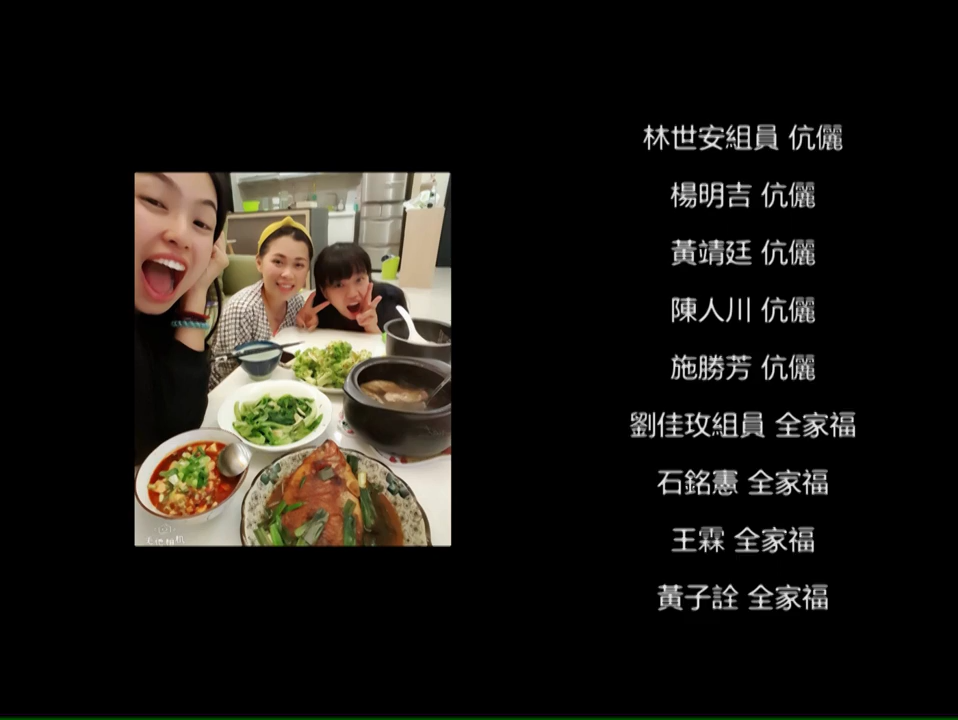 林世安組員 伉儷
楊明吉 伉儷
黃靖廷 伉儷
陳人川 伉儷
施勝芳 伉儷
劉佳玫組員 全家福
石銘憲 全家福
王霖 全家福
黃子詮 全家福